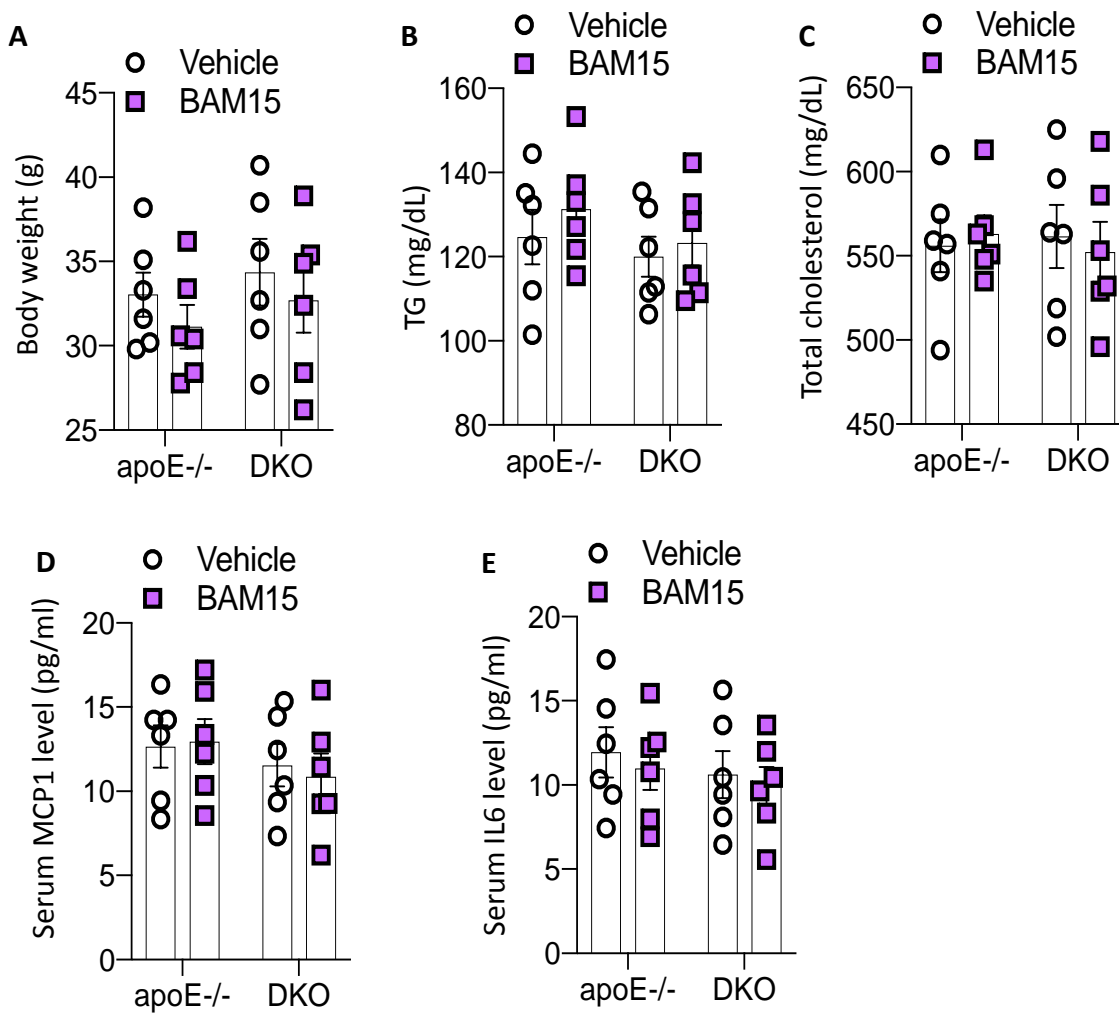 A
Vehicle
BAM15
Body weight (g)
45
40
35
30
25
apoE-/-
DKO
B
Vehicle
BAM15
TG (mg/dL)
160
140
120
100
80
apoE-/-
DKO
C
Vehicle
BAM15
Total cholesterol (mg/dL)
650
600
550
500
450
apoE-/-
DKO
D
Vehicle
BAM15
Serum MCP1 level (pg/ml)
20
15
10
5
0
apoE-/-
DKO
E
Vehicle
BAM15
Serum IL6 level (pg/ml)
20
15
10
5
0
apoE-/-
DKO